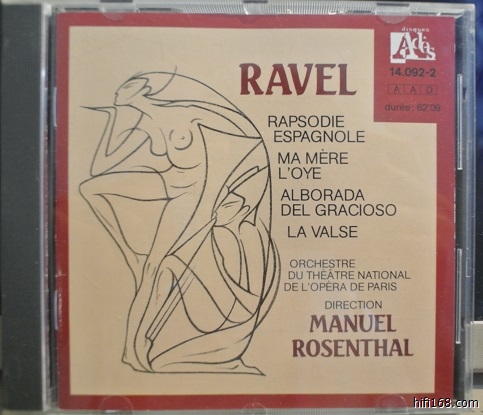 disques
Adès
14.092-2
A A D
durée: 62'09
RAVEL
RAPSODIE
ESPAGNOLE
MA MÈRE
L'OYE
ALBORADA
DEL GRACIOSO
LA VALSE
ORCHESTRE
DU THÉÂTRE NATIONAL
DE L'OPÉRA DE PARIS
DIRECTION
MANUEL
ROSENTHAL
hifi168.com